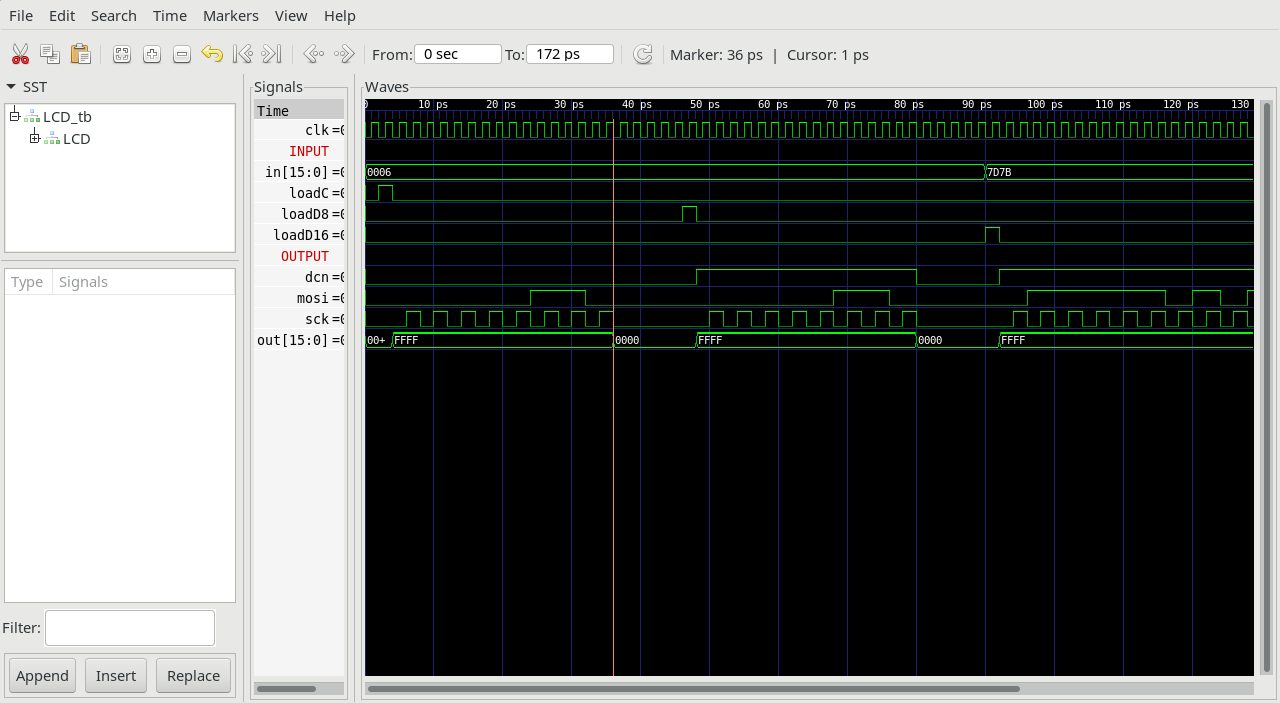 File Edit Search Time Markers View Help
From: 0 sec To: 172 ps Marker: 36 ps | Cursor: 1 ps
SST
LCD_tb
LCD
Type Signals
Filter:
Append Insert Replace
Signals
Time
clk =0
INPUT
in[15:0] =0
loadC =0
loadD8 =0
loadD16 =0
OUTPUT
dcn =0
mosi =0
sck =0
out[15:0] =0
Waves
0 10 ps 20 ps 30 ps 40 ps 50 ps 60 ps 70 ps 80 ps 90 ps 100 ps 110 ps 120 ps 130
0006 7D7B
00+ FFFF 0000 FFFF 0000 FFFF